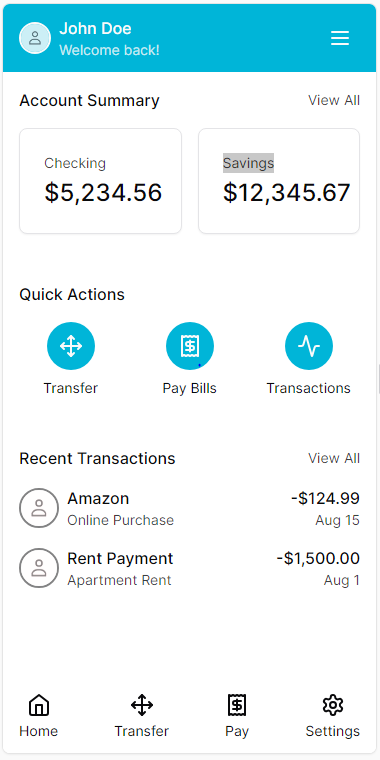 John Doe
Welcome back!
Account Summary View All
Checking Savings
$5,234.56 $12,345.67
Quick Actions
Transfer Pay Bills Transactions
Recent Transactions View All
Amazon -$124.99
Online Purchase Aug 15
Rent Payment -$1,500.00
Apartment Rent Aug 1
Home Transfer Pay Settings